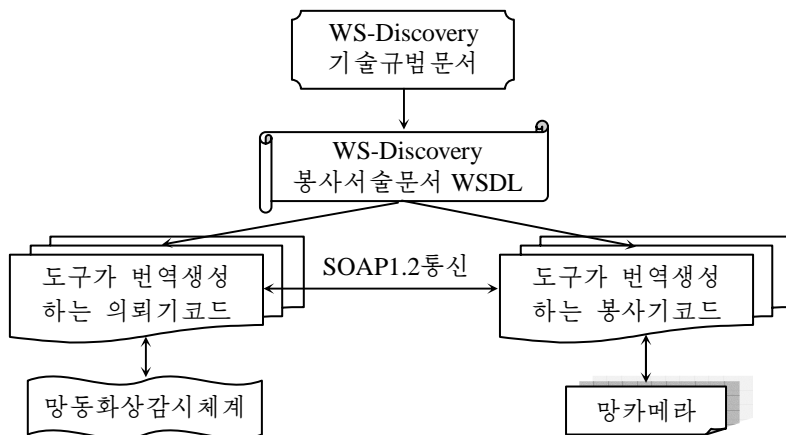 WS-Discovery
기술규범문서
WS-Discovery
봉사서술문서 WSDL
도구가 번역생성
하는 의뢰기코드
SOAP1.2통신
도구가 번역생성
하는 봉사기코드
망동화상감시체계
망카메라